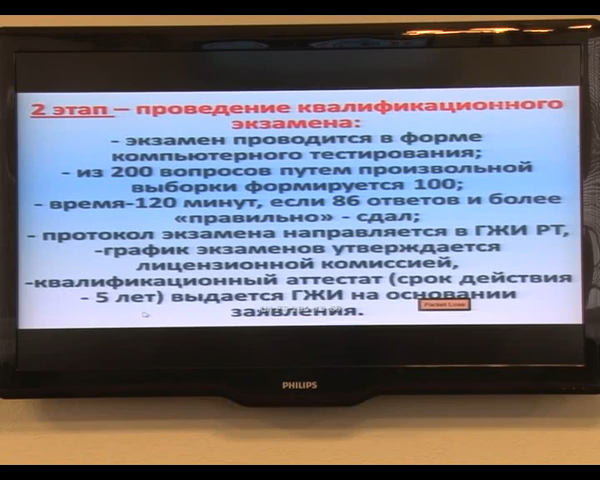 2 этап – проведение квалификационного
экзамена:
- экзамен проводится в форме
компьютерного тестирования;
- из 200 вопросов путем произвольной
выборки формируется 100;
- время-120 минут, если 86 ответов и более
«правильно» - сдал;
- протокол экзамена направляется в ГЖИ РТ,
-график экзаменов утверждается
лицензионной комиссией,
-квалификационный аттестат (срок действия
- 5 лет) выдается ГЖИ на основании
заявления.
Packet Loss
PHILIPS